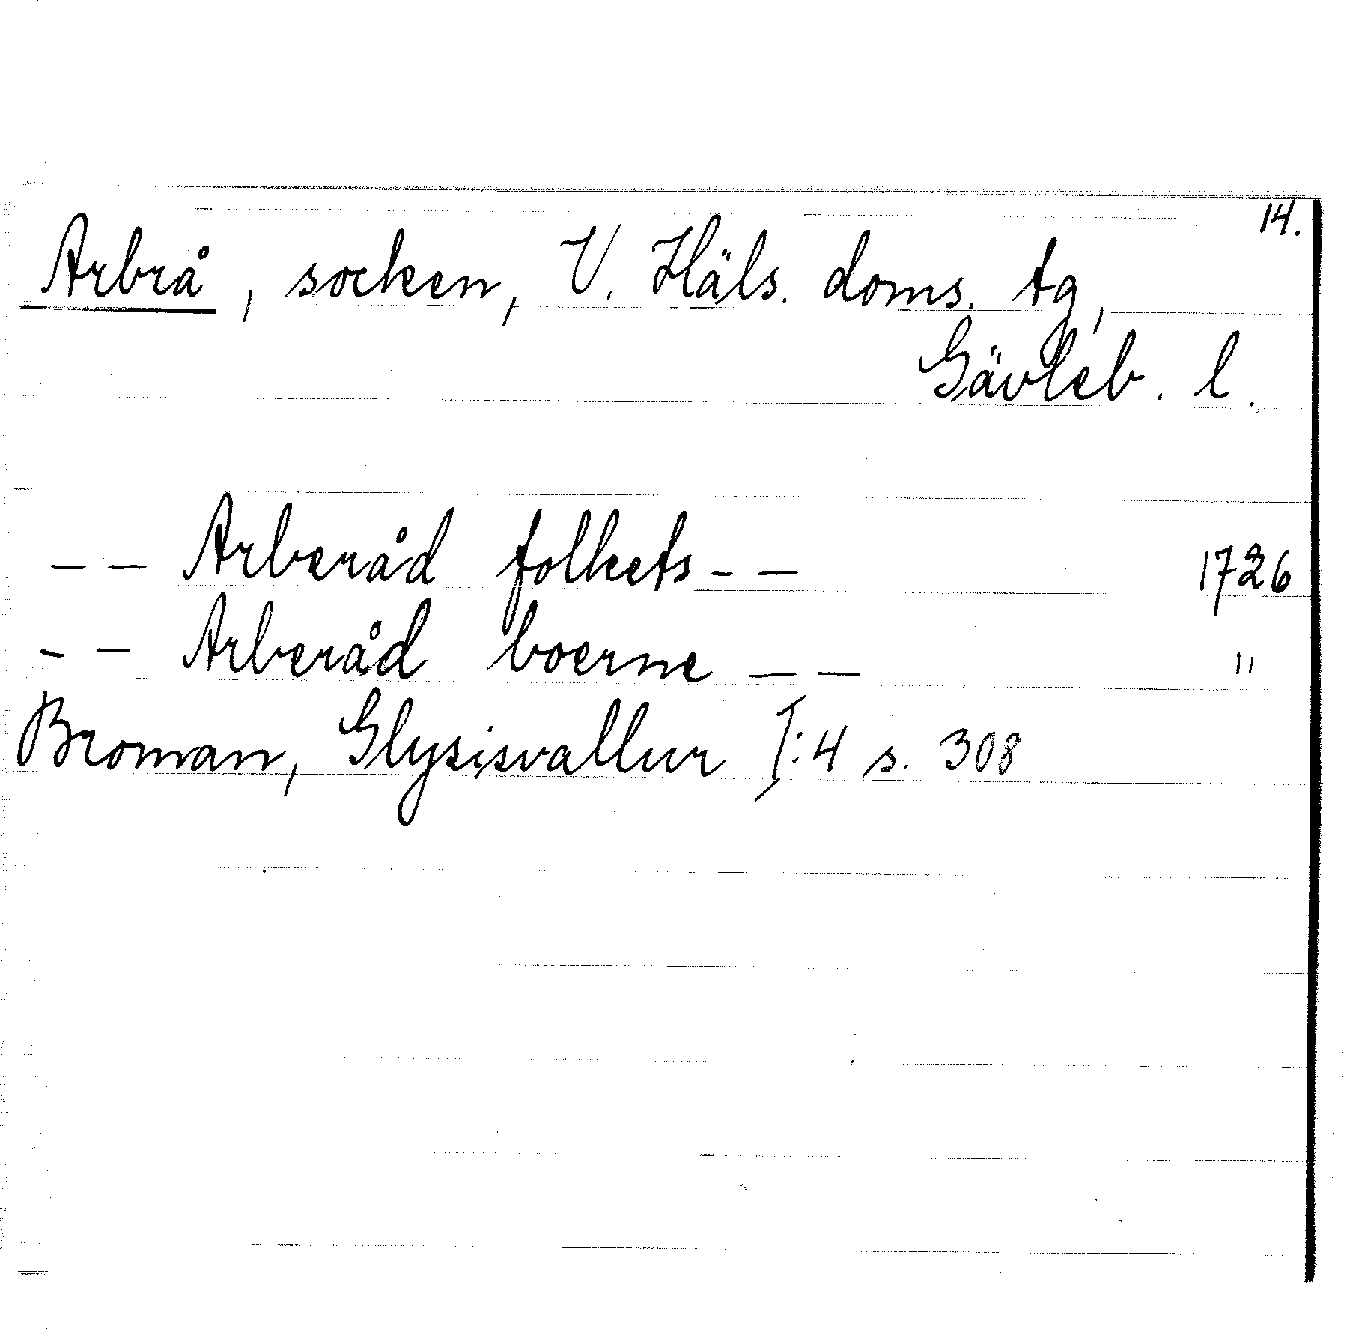 14.
Arbrå, socken, V. Häls. doms. tg,
Gävleb. l.
— — Arberåd folkets — — 1726
— — Arberåd boerne — — "
Broman, Glysisvallur I:4 s. 308